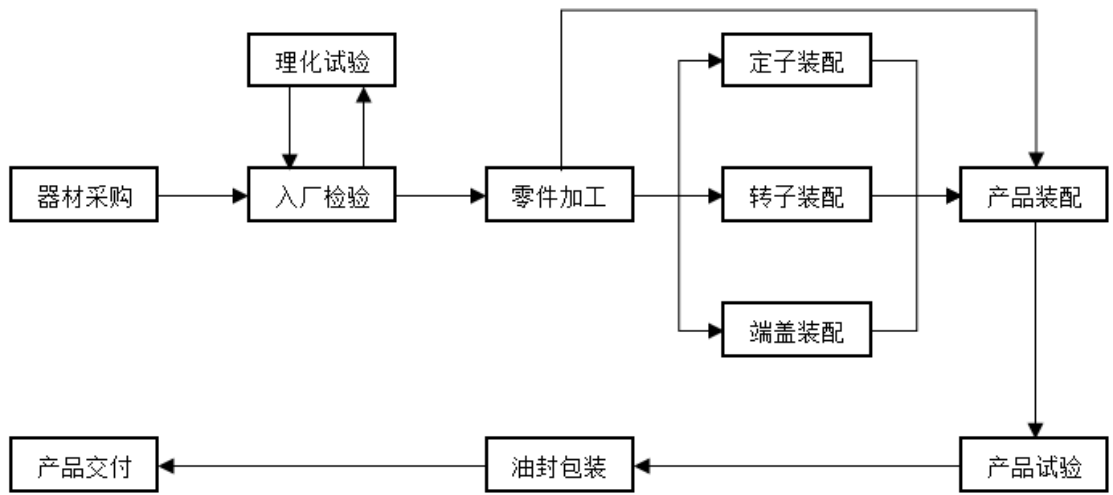 理化试验
定子装配
器材采购
入厂检验
零件加工
转子装配
产品装配
端盖装配
产品交付
油封包装
产品试验